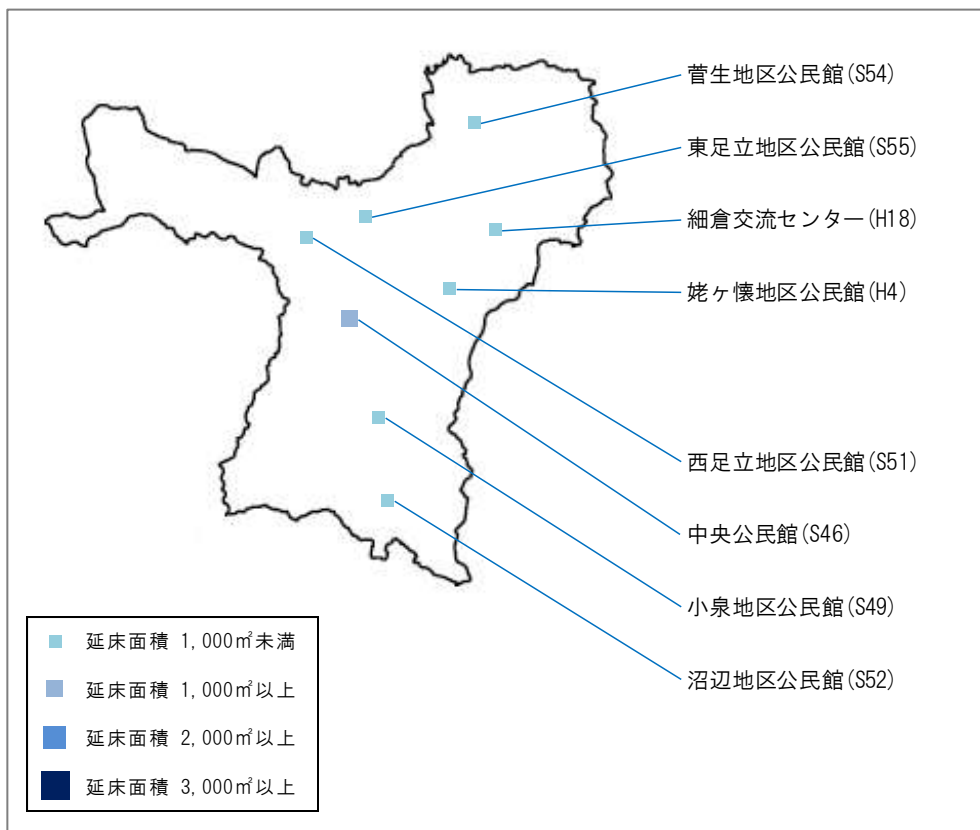 菅生地区公民館(S54)
東足立地区公民館(S55)
細倉交流センター(H18)
姥ヶ懐地区公民館(H4)
西足立地区公民館(S51)
中央公民館(S46)
小泉地区公民館(S49)
沼辺地区公民館(S52)
延床面積 1,000㎡未満
延床面積 1,000㎡以上
延床面積 2,000㎡以上
延床面積 3,000㎡以上